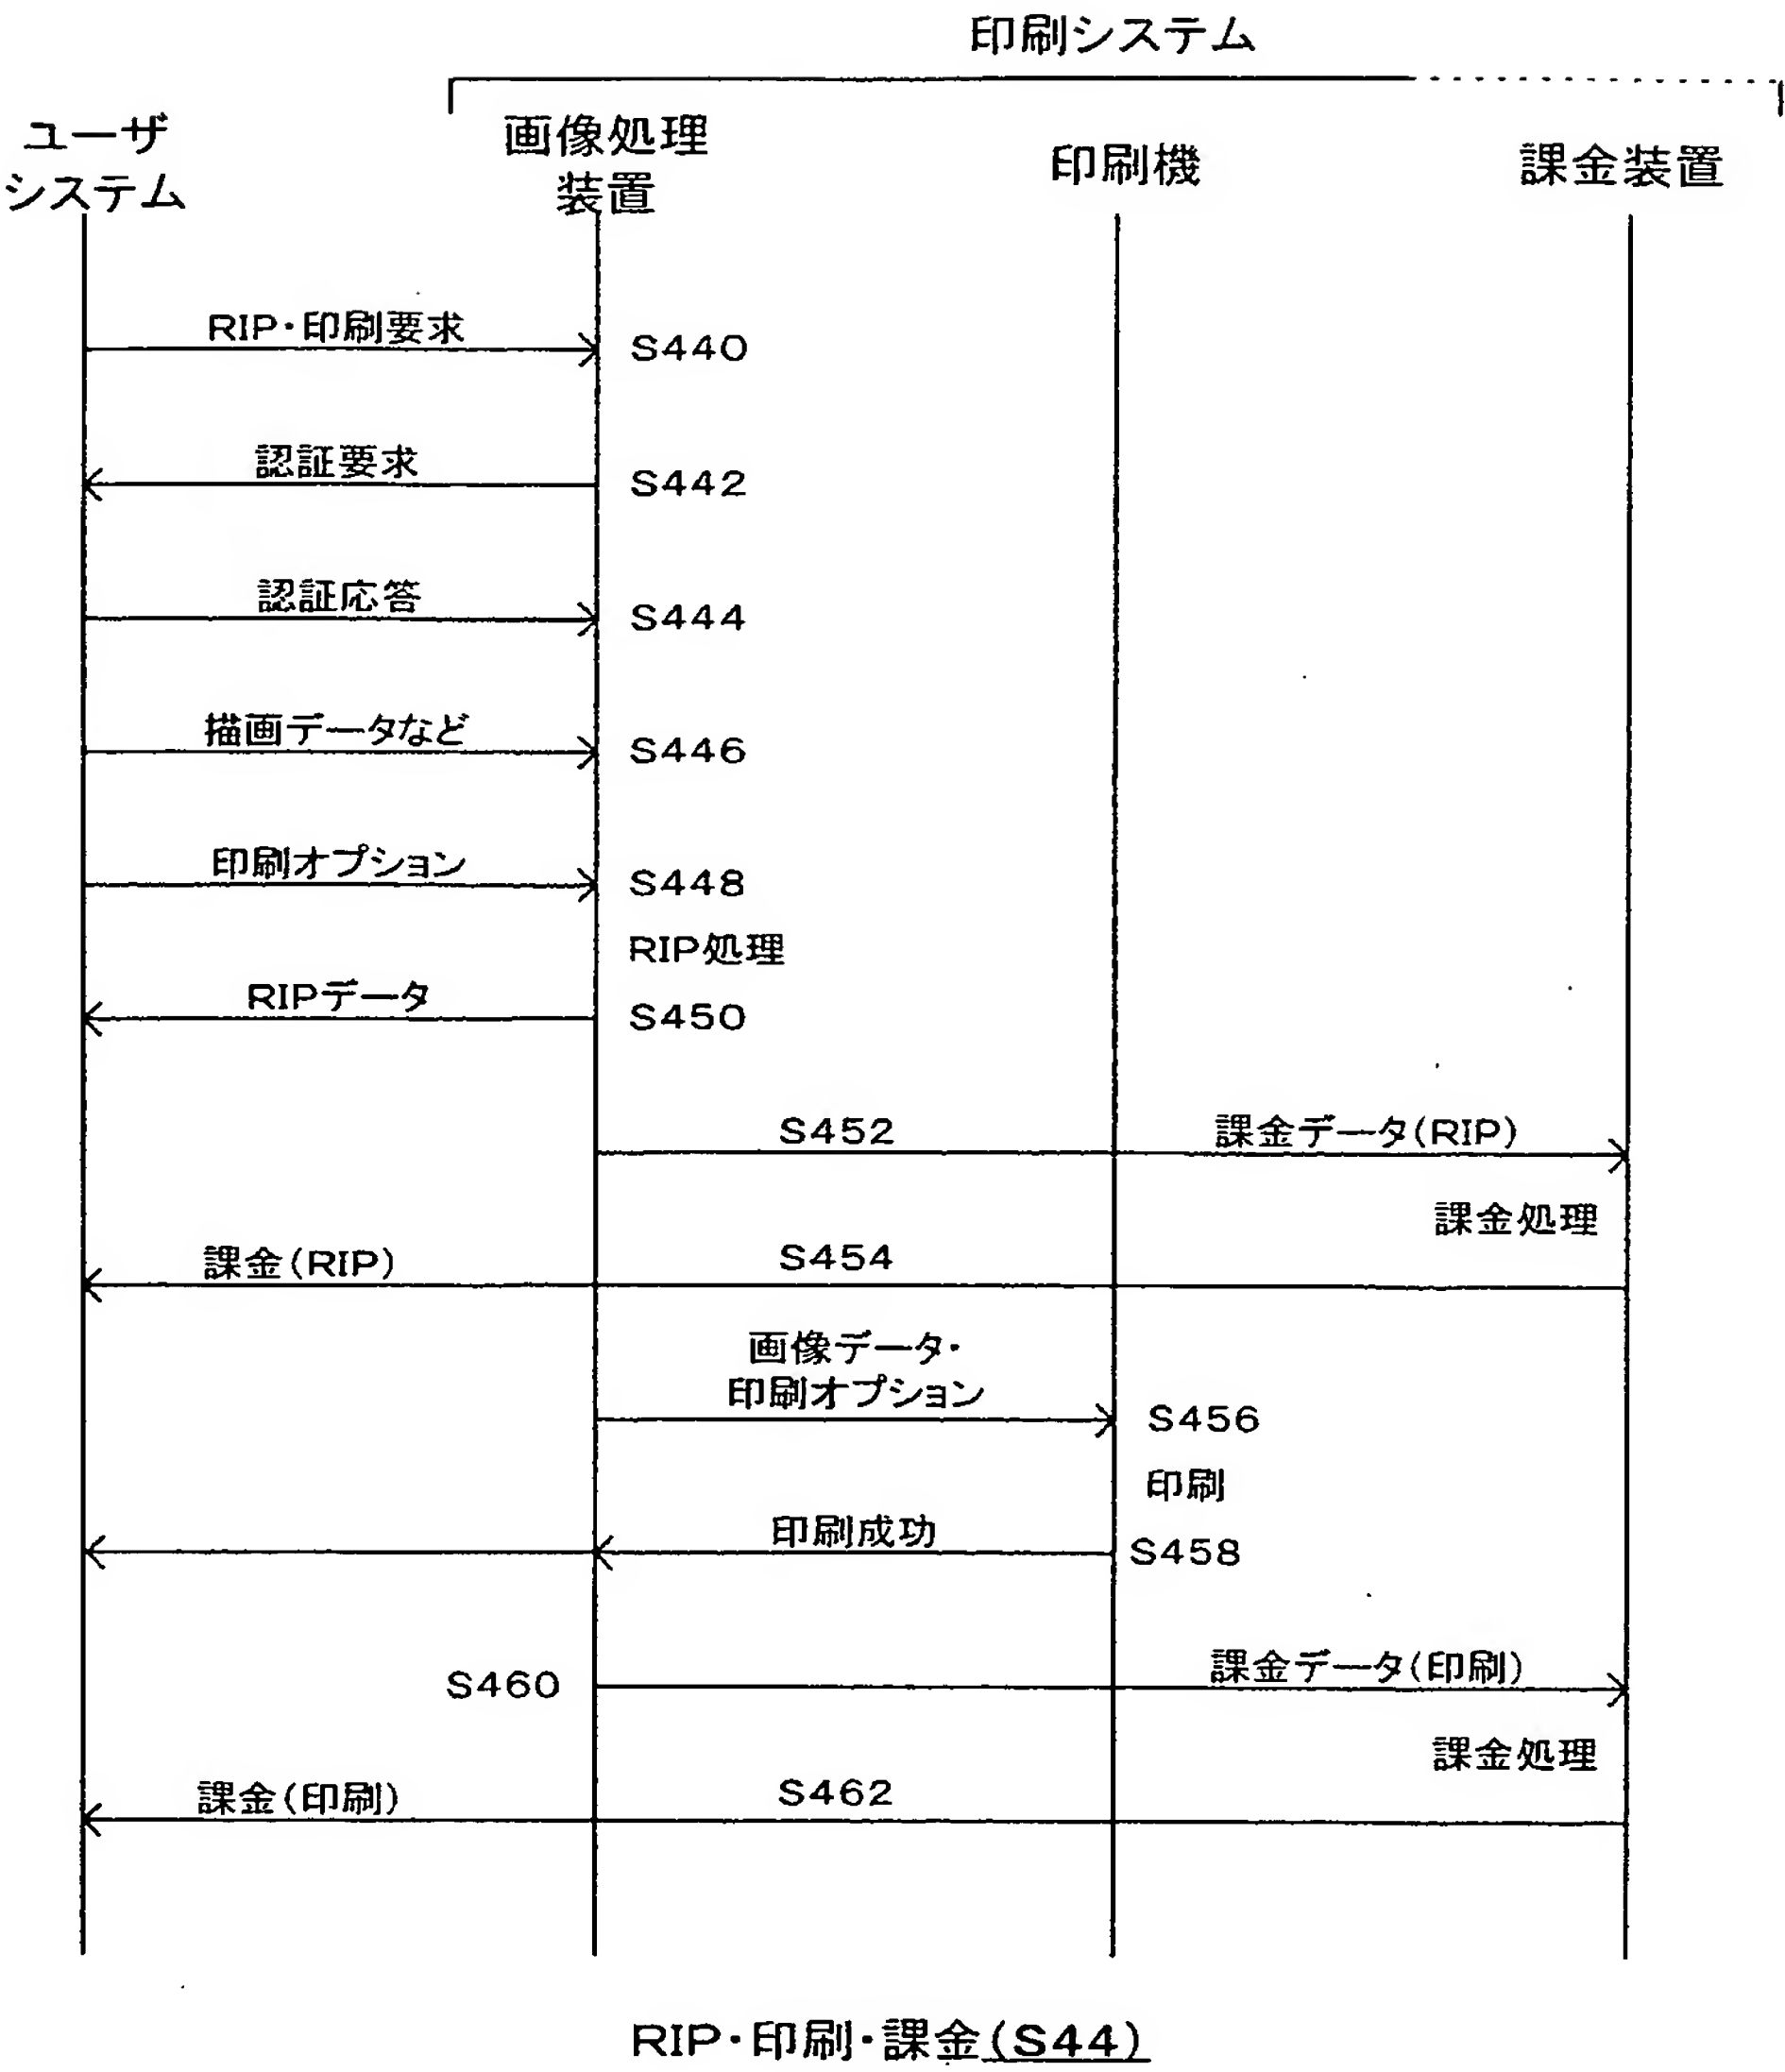 印刷システム
ユーザ
システム
画像処理
装置
印刷機
課金装置
RIP・印刷要求
S440
認証要求
S442
認証応答
S444
描画データなど
S446
印刷オプション
S448
RIP処理
RIPデータ
S450
S452
課金データ(RIP)
課金処理
課金(RIP)
S454
画像データ・
印刷オプション
S456
印刷
印刷成功
S458
S460
課金データ(印刷)
課金処理
課金(印刷)
S462
RIP・印刷・課金(S44)